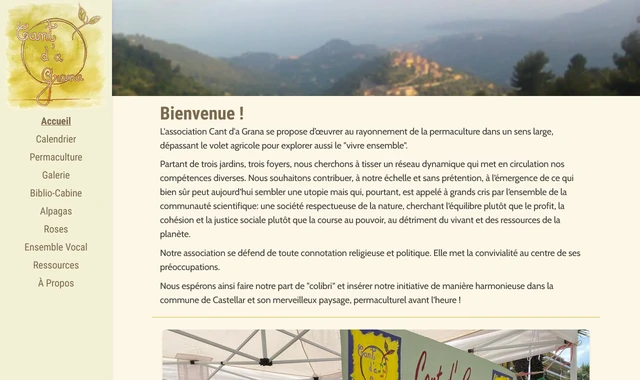 Cant
d'a
Grana
Accueil
Calendrier
Permaculture
Galerie
Biblio-Cabine
Alpagas
Roses
Ensemble Vocal
Ressources
À Propos
Bienvenue !
L'association Cant d'a Grana se propose d'œuvrer au rayonnement de la permaculture dans un sens large,
dépassant le volet agricole pour explorer aussi le "vivre ensemble".
Partant de trois jardins, trois foyers, nous cherchons à tisser un réseau dynamique qui met en circulation nos
compétences diverses. Nous souhaitons contribuer, à notre échelle et sans prétention, à l'émergence de ce qui
bien sûr peut aujourd'hui sembler une utopie mais qui, pourtant, est appelé à grands cris par l'ensemble de la
communauté scientifique: une société respectueuse de la nature, cherchant l'équilibre plutôt que le profit, la
cohésion et la justice sociale plutôt que la course au pouvoir, au détriment du vivant et des ressources de la
planète.
Notre association se défend de toute connotation religieuse et politique. Elle met la convivialité au centre de ses
préoccupations.
Nous espérons ainsi faire notre part de "colibri" et insérer notre initiative de manière harmonieuse dans la
commune de Castellar et son merveilleux paysage, permaculturel avant l'heure !